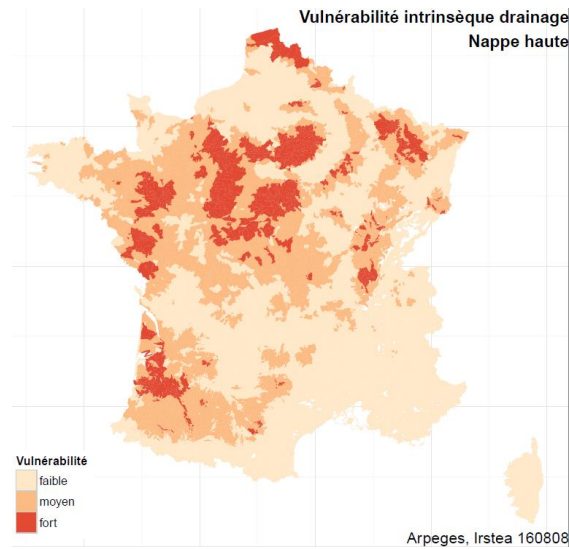 Vulnérabilité intrinsèque drainage
Nappe haute
Vulnérabilité
faible
moyen
fort
Arpeges, Irstea 160808